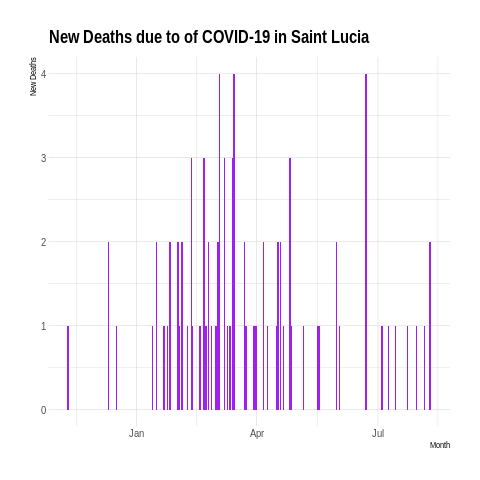 New Deaths due to of COVID-19 in Saint Lucia
New Deaths
4
3
2
1
0
Jan Apr Jul
Month